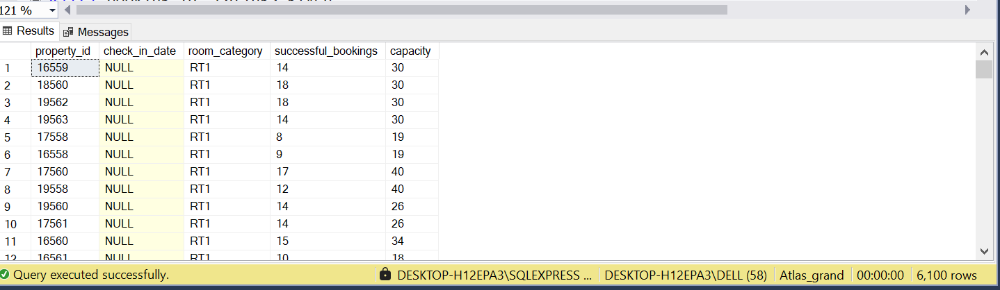 121 %
Results Messages
property_id check_in_date room_category successful_bookings capacity
1 16559 NULL RT1 14 30
2 18560 NULL RT1 18 30
3 19562 NULL RT1 18 30
4 19563 NULL RT1 14 30
5 17558 NULL RT1 8 19
6 16558 NULL RT1 9 19
7 17560 NULL RT1 17 40
8 19558 NULL RT1 12 40
9 19560 NULL RT1 14 26
10 17561 NULL RT1 14 26
11 16560 NULL RT1 15 34
12 16561 NULL RT1 10 18
Query executed successfully. DESKTOP-H12EPA3\SQLEXPRESS ... DESKTOP-H12EPA3\DELL (58) Atlas_grand 00:00:00 6,100 rows